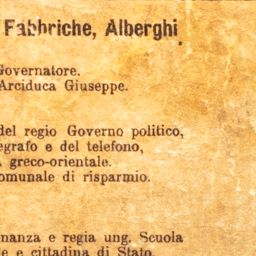 Fabbriche, Alberghi
Governatore.
Arciduca Giuseppe.
del regio Governo politico,
egrafo e del telefono,
greco-orientale.
omunale di risparmio.
nanza e regia ung. Scuola
e e cittadina di Stato.